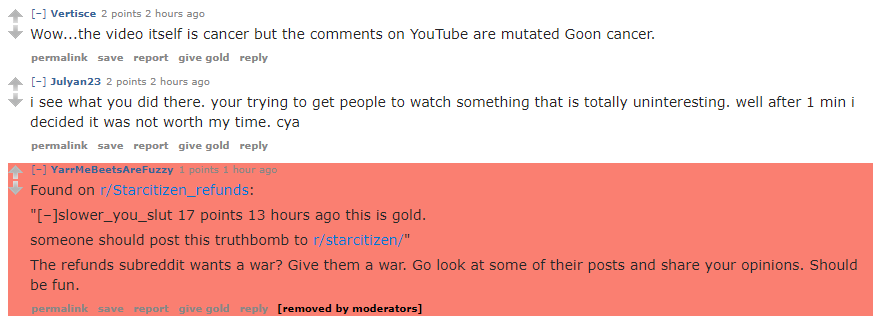 [–] Vertisce 2 points 2 hours ago
Wow...the video itself is cancer but the comments on YouTube are mutated Goon cancer.
permalink save report give gold reply
[–] Julyan23 2 points 2 hours ago
i see what you did there. your trying to get people to watch something that is totally uninteresting. well after 1 min i
decided it was not worth my time. cya
permalink save report give gold reply
[–] YarrMeBeetsAreFuzzy 1 points 1 hour ago
Found on r/Starcitizen_refunds:
"[–]slower_you_slut 17 points 13 hours ago this is gold.
someone should post this truthbomb to r/starcitizen/"
The refunds subreddit wants a war? Give them a war. Go look at some of their posts and share your opinions. Should
be fun.
permalink save report give gold reply [removed by moderators]